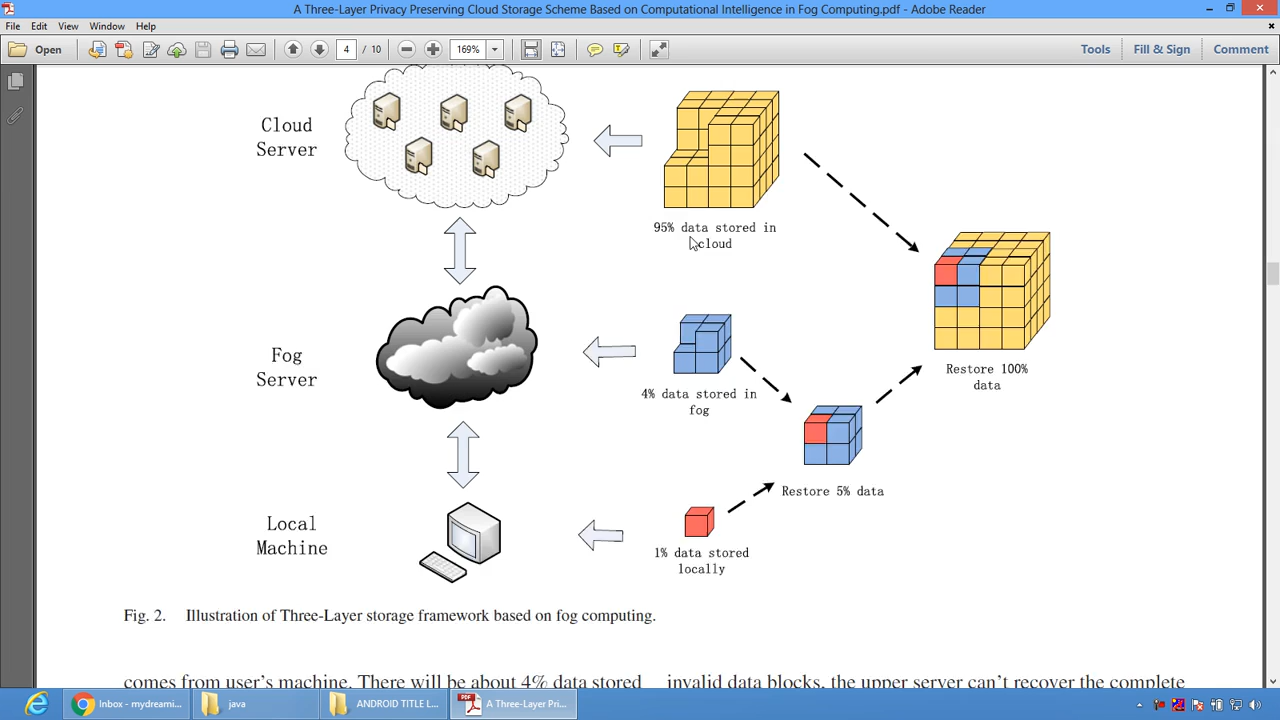 A Three-Layer Privacy Preserving Cloud Storage Scheme Based on Computational Intelligence in Fog Computing.pdf - Adobe Reader
File Edit View Window Help
Open 4 / 10 169% Tools Fill & Sign Comment
Cloud
Server
95% data stored in
cloud
Fog
Server
4% data stored in
fog
Restore 100%
data
Restore 5% data
Local
Machine
1% data stored
locally
Fig. 2. Illustration of Three-Layer storage framework based on fog computing.
comes from user's machine. There will be about 4% data stored
invalid data blocks, the upper server can't recover the complete
Inbox - mydreami... java ANDROID TITLE L... A Three-Layer Pri...